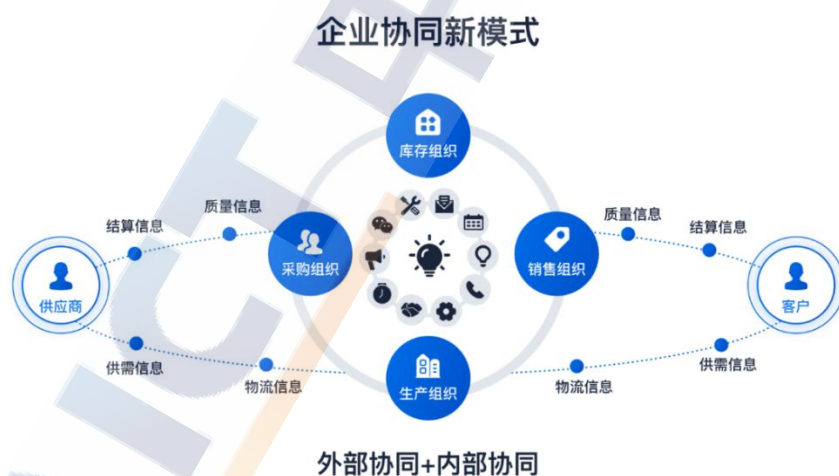 企业协同新模式
库存组织
质量信息
质量信息
结算信息
结算信息
采购组织
销售组织
供应商
客户
供需信息
供需信息
物流信息
生产组织
物流信息
外部协同+内部协同
ICT